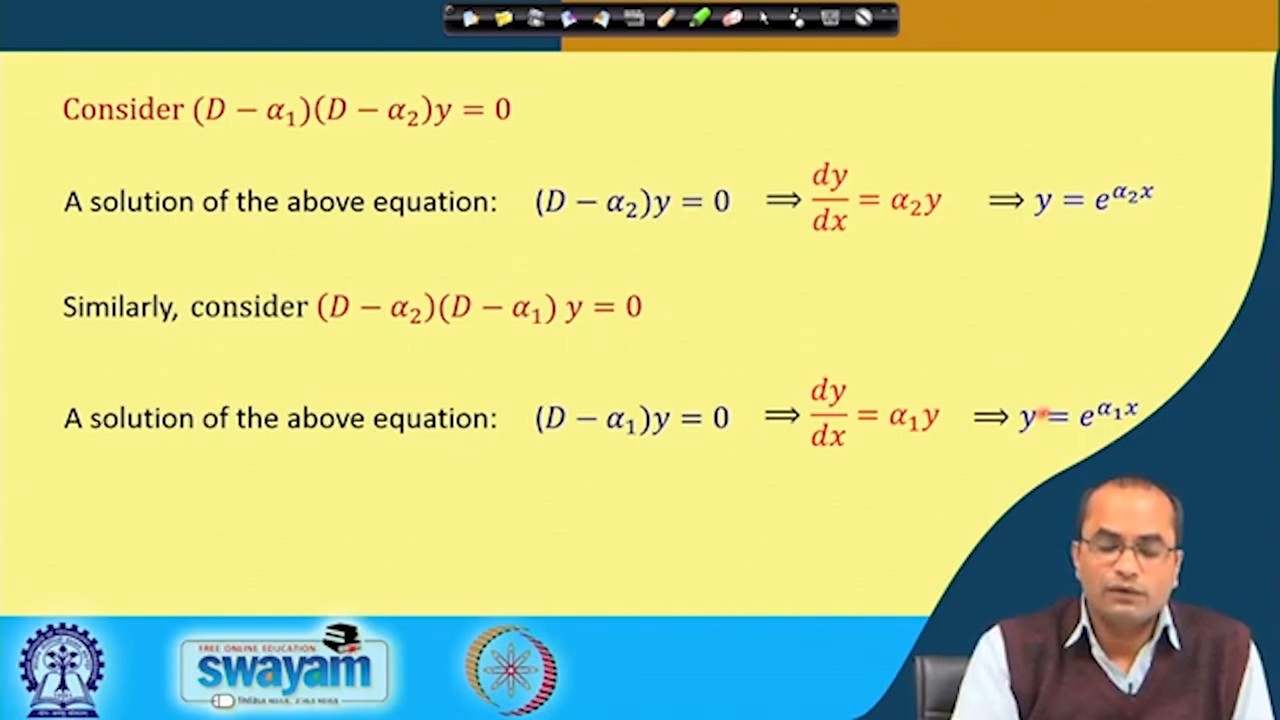 Consider (D − α₁)(D − α₂)y = 0
A solution of the above equation: (D − α₂)y = 0 ⟹ dy/dx = α₂y ⟹ y = e^{α₂x}
Similarly, consider (D − α₂)(D − α₁) y = 0
A solution of the above equation: (D − α₁)y = 0 ⟹ dy/dx = α₁y ⟹ y = e^{α₁x}
FREE ONLINE EDUCATION
swayam